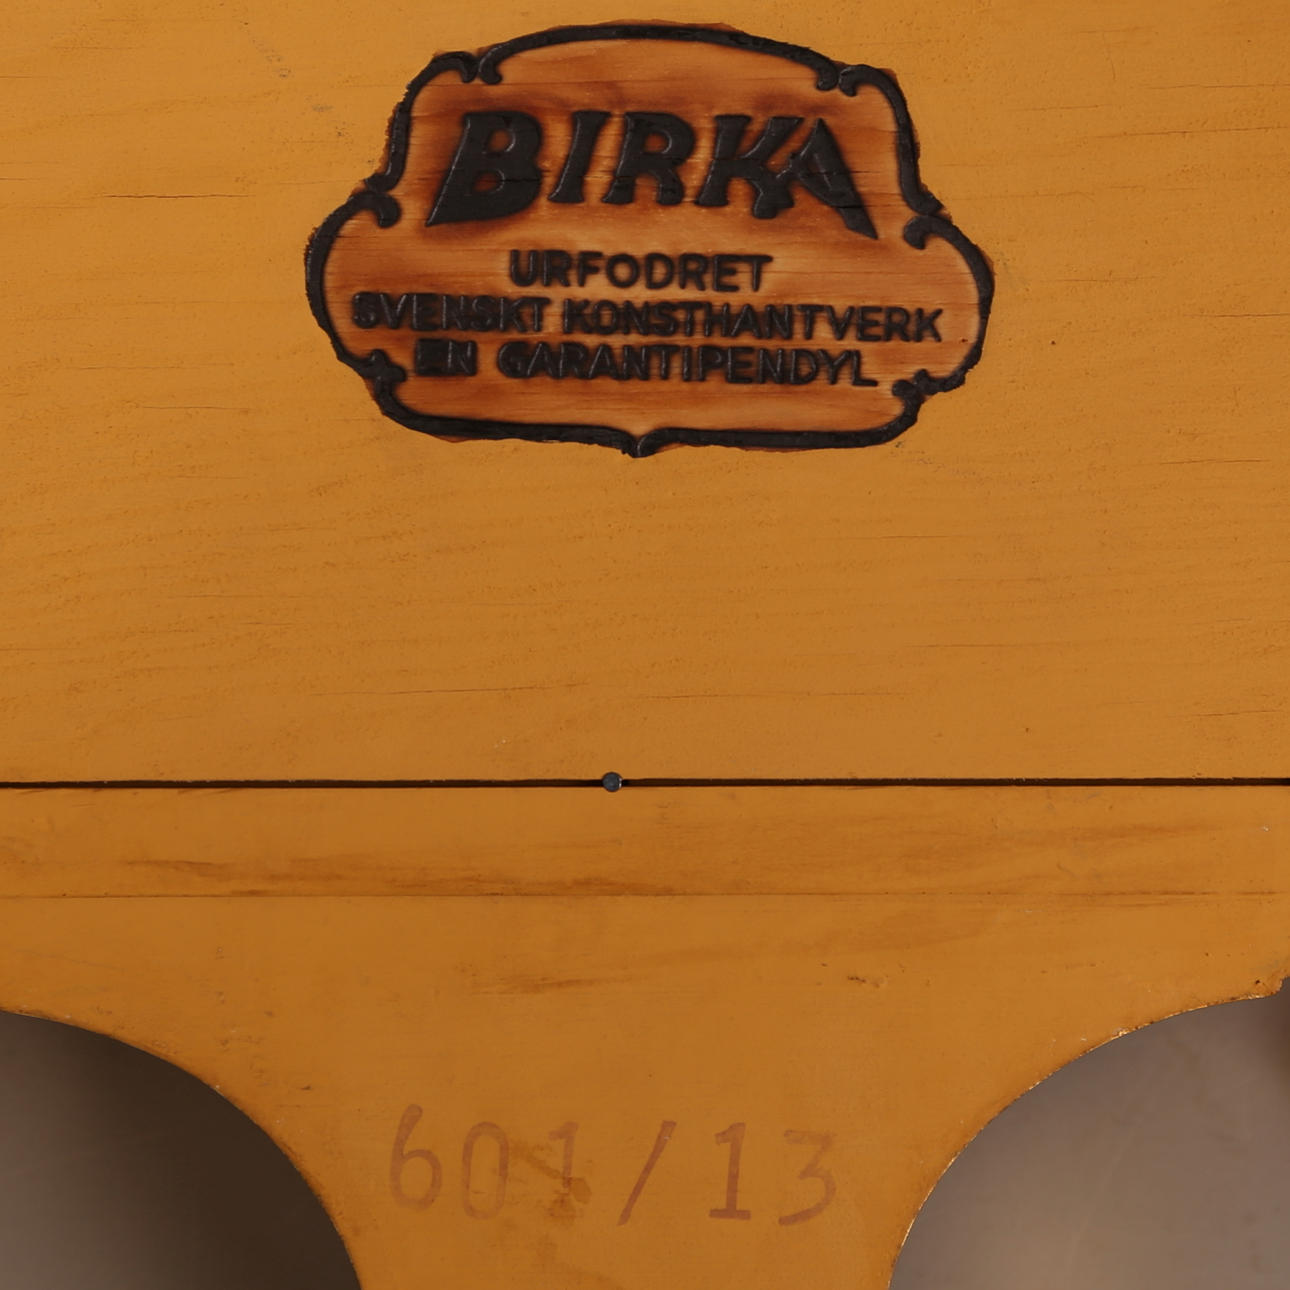 BIRKA
URFODRET
SVENSKT KONSTHANTVERK
EN GARANTIPENDYL
601/13